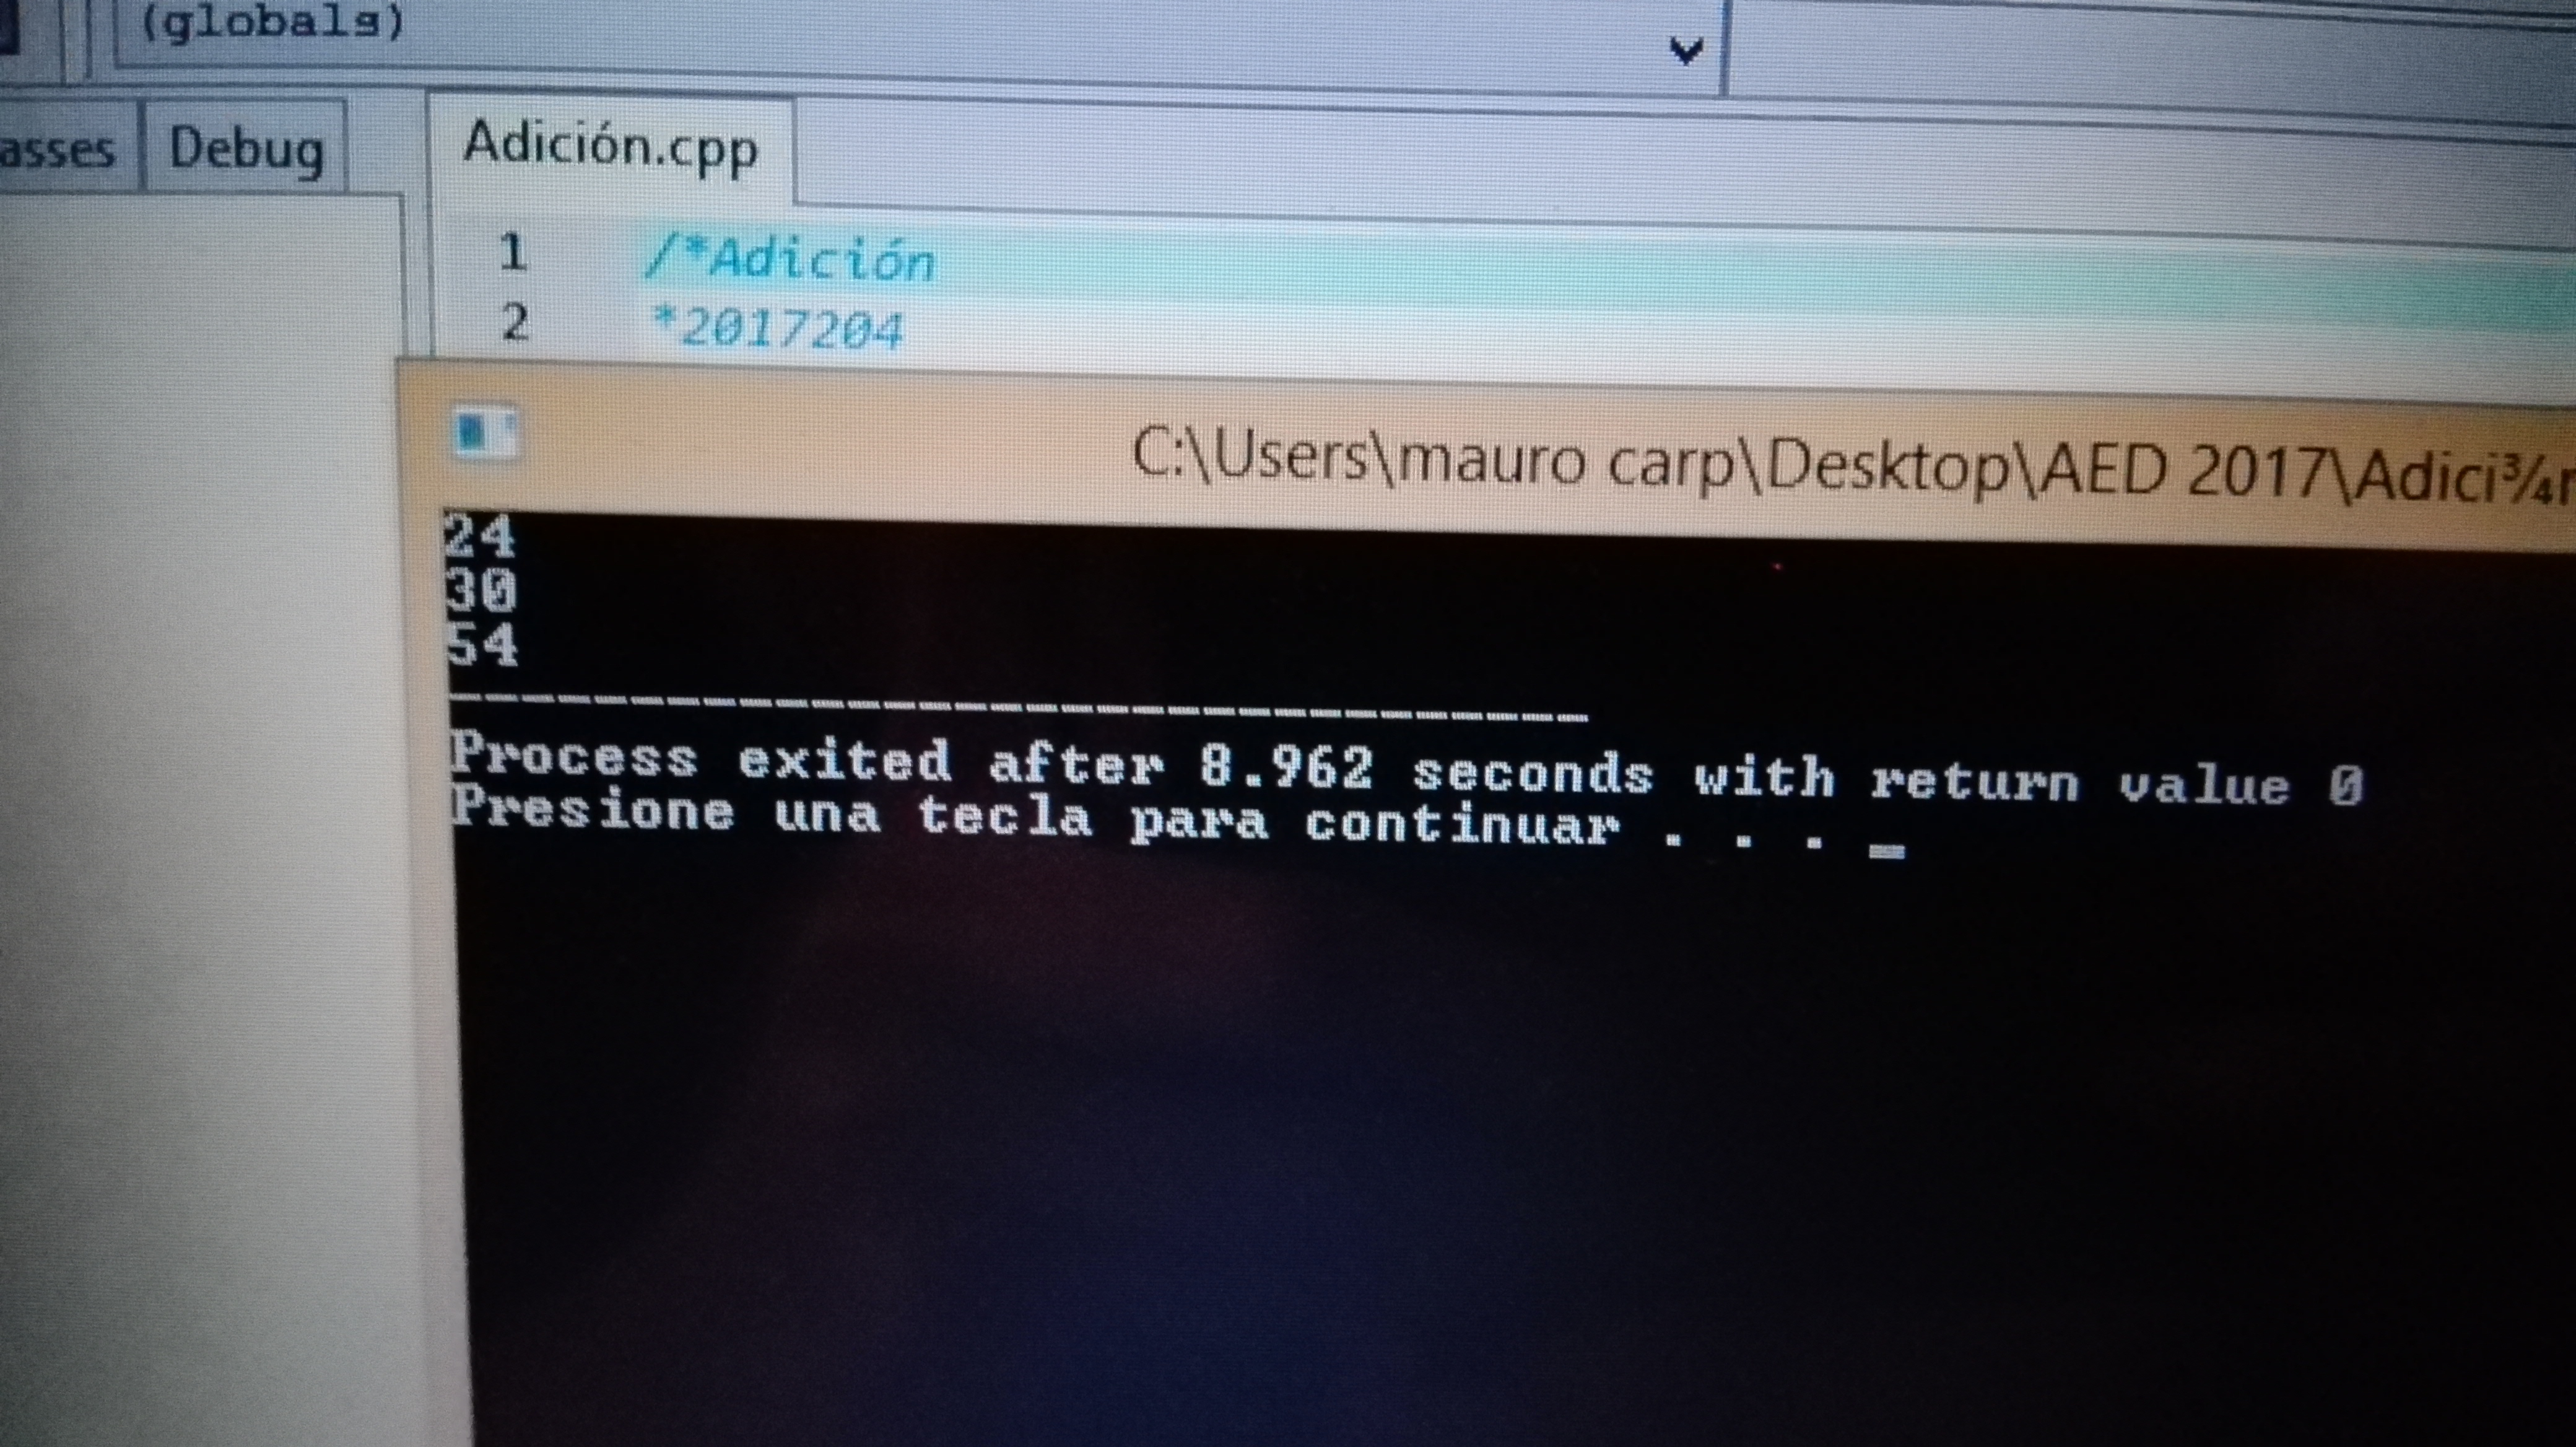 (globals)
asses Debug Adición.cpp
1 /*Adición
2 *2017204
C:\Users\mauro carp\Desktop\AED 2017\Adici¾
24
30
54
--------------------------------
Process exited after 8.962 seconds with return value 0
Presione una tecla para continuar . . . _